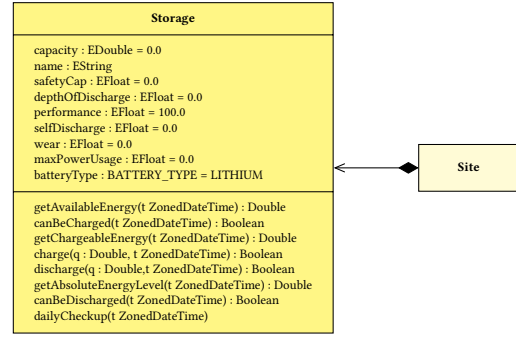 Storage
capacity : EDouble = 0.0
name : EString
safetyCap : EFloat = 0.0
depthOfDischarge : EFloat = 0.0
performance : EFloat = 100.0
selfDischarge : EFloat = 0.0
wear : EFloat = 0.0
maxPowerUsage : EFloat = 0.0
batteryType : BATTERY_TYPE = LITHIUM
getAvailableEnergy(t ZonedDateTime) : Double
canBeCharged(t ZonedDateTime) : Boolean
getChargeableEnergy(t ZonedDateTime) : Double
charge(q : Double, t ZonedDateTime) : Boolean
discharge(q : Double,t ZonedDateTime) : Boolean
getAbsoluteEnergyLevel(t ZonedDateTime) : Double
canBeDischarged(t ZonedDateTime) : Boolean
dailyCheckup(t ZonedDateTime)
Site